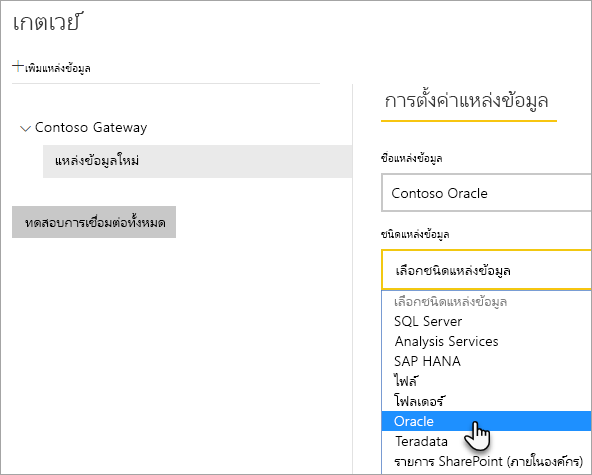 เกตเวย์
+เพิ่มแหล่งข้อมูล
Contoso Gateway
แหล่งข้อมูลใหม่
ทดสอบการเชื่อมต่อทั้งหมด
การตั้งค่าแหล่งข้อมูล
ชื่อแหล่งข้อมูล
Contoso Oracle
ชนิดแหล่งข้อมูล
เลือกชนิดแหล่งข้อมูล
เลือกชนิดแหล่งข้อมูล
SQL Server
Analysis Services
SAP HANA
ไฟล์
โฟลเดอร์
Oracle
Teradata
รายการ SharePoint (ภายในองค์กร)